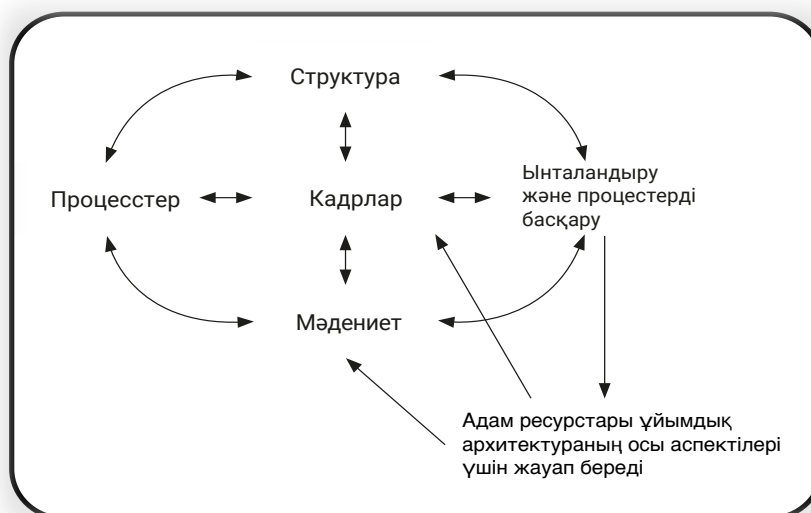 Структура
Процесстер
Кадрлар
Ынталандыру
және процестерді
басқару
Мәдениет
Адам ресурстары ұйымдық
архитектураның осы аспектілері
үшін жауап береді